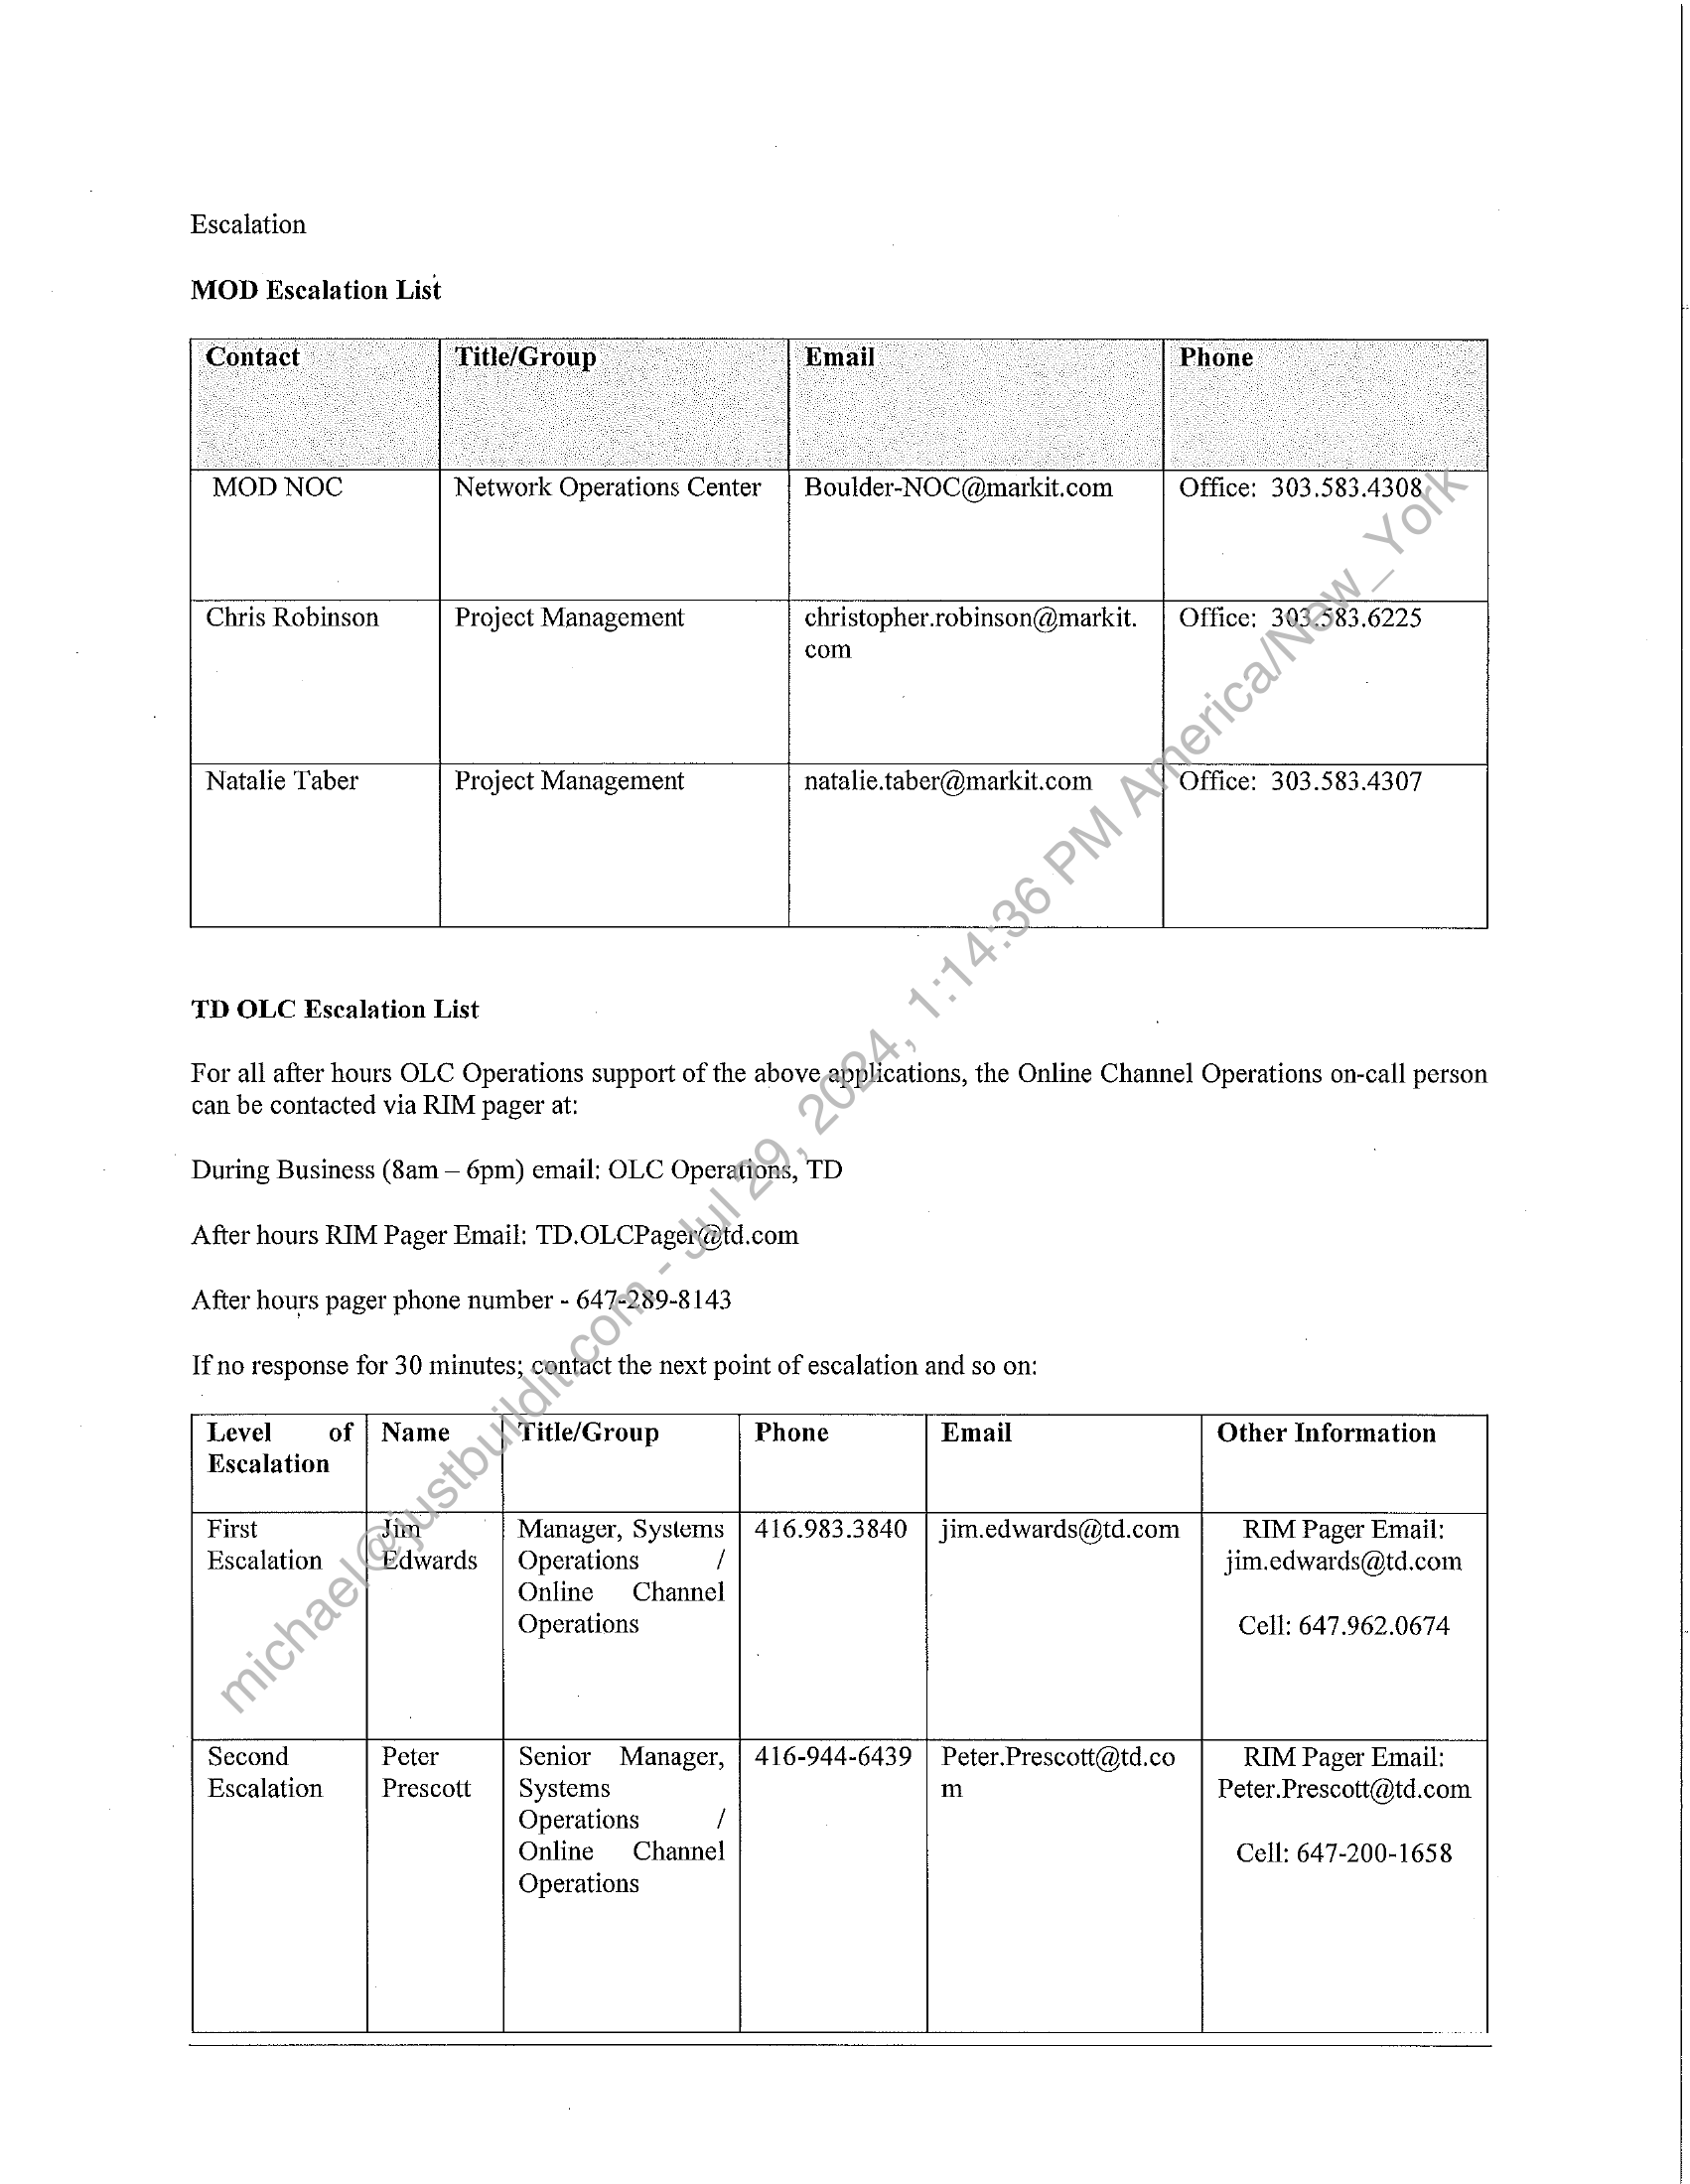 Escalation
MOD Escalation List
Contact Title/Group Email Phone
MOD NOC Network Operations Center Boulder-NOC@markit.com Office: 303.583.4308
Chris Robinson Project Management christopher.robinson@markit. Office: 303.583.6225
com
Natalie Taber Project Management natalie.taber@markit.com Office: 303.583.4307
TD OLC Escalation List
For all after hours OLC Operations support of the above applications, the Online Channel Operations on-call person
can be contacted via RIM pager at:
During Business (8am – 6pm) email: OLC Operations, TD
After hours RIM Pager Email: TD.OLCPager@td.com
After hours pager phone number - 647-289-8143
If no response for 30 minutes; contact the next point of escalation and so on:
Level of Name Title/Group Phone Email Other Information
Escalation
First Jim Manager, Systems 416.983.3840 jim.edwards@td.com RIM Pager Email:
Escalation Edwards Operations / jim.edwards@td.com
Online Channel
Operations Cell: 647.962.0674
Second Peter Senior Manager, 416-944-6439 Peter.Prescott@td.co RIM Pager Email:
Escalation Prescott Systems m Peter.Prescott@td.com
Operations /
Online Channel Cell: 647-200-1658
Operations
michael@justbuildit.com - Jul 29, 2024, 1:14:36 PM America/New_York